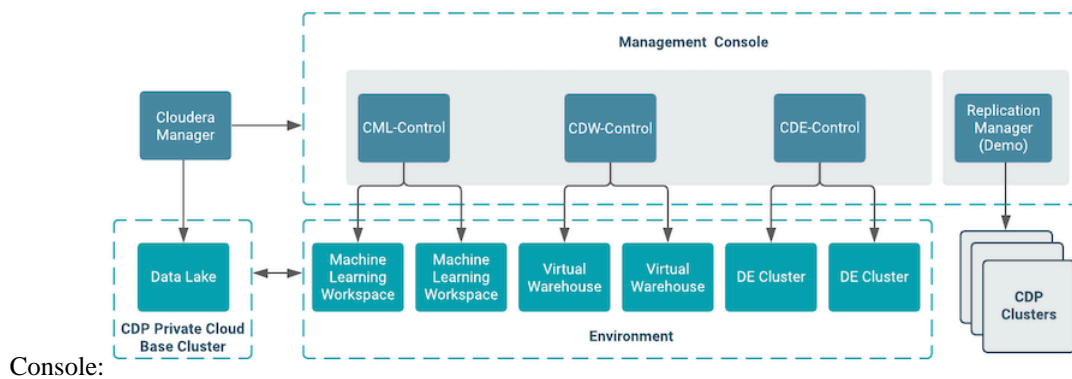 Management Console
Cloudera
Manager
CML-Control
CDW-Control
CDE-Control
Replication
Manager
(Demo)
Data Lake
Machine
Learning
Workspace
Machine
Learning
Workspace
Virtual
Warehouse
Virtual
Warehouse
DE Cluster
DE Cluster
CDP
Clusters
CDP Private Cloud
Base Cluster
Environment
Console: